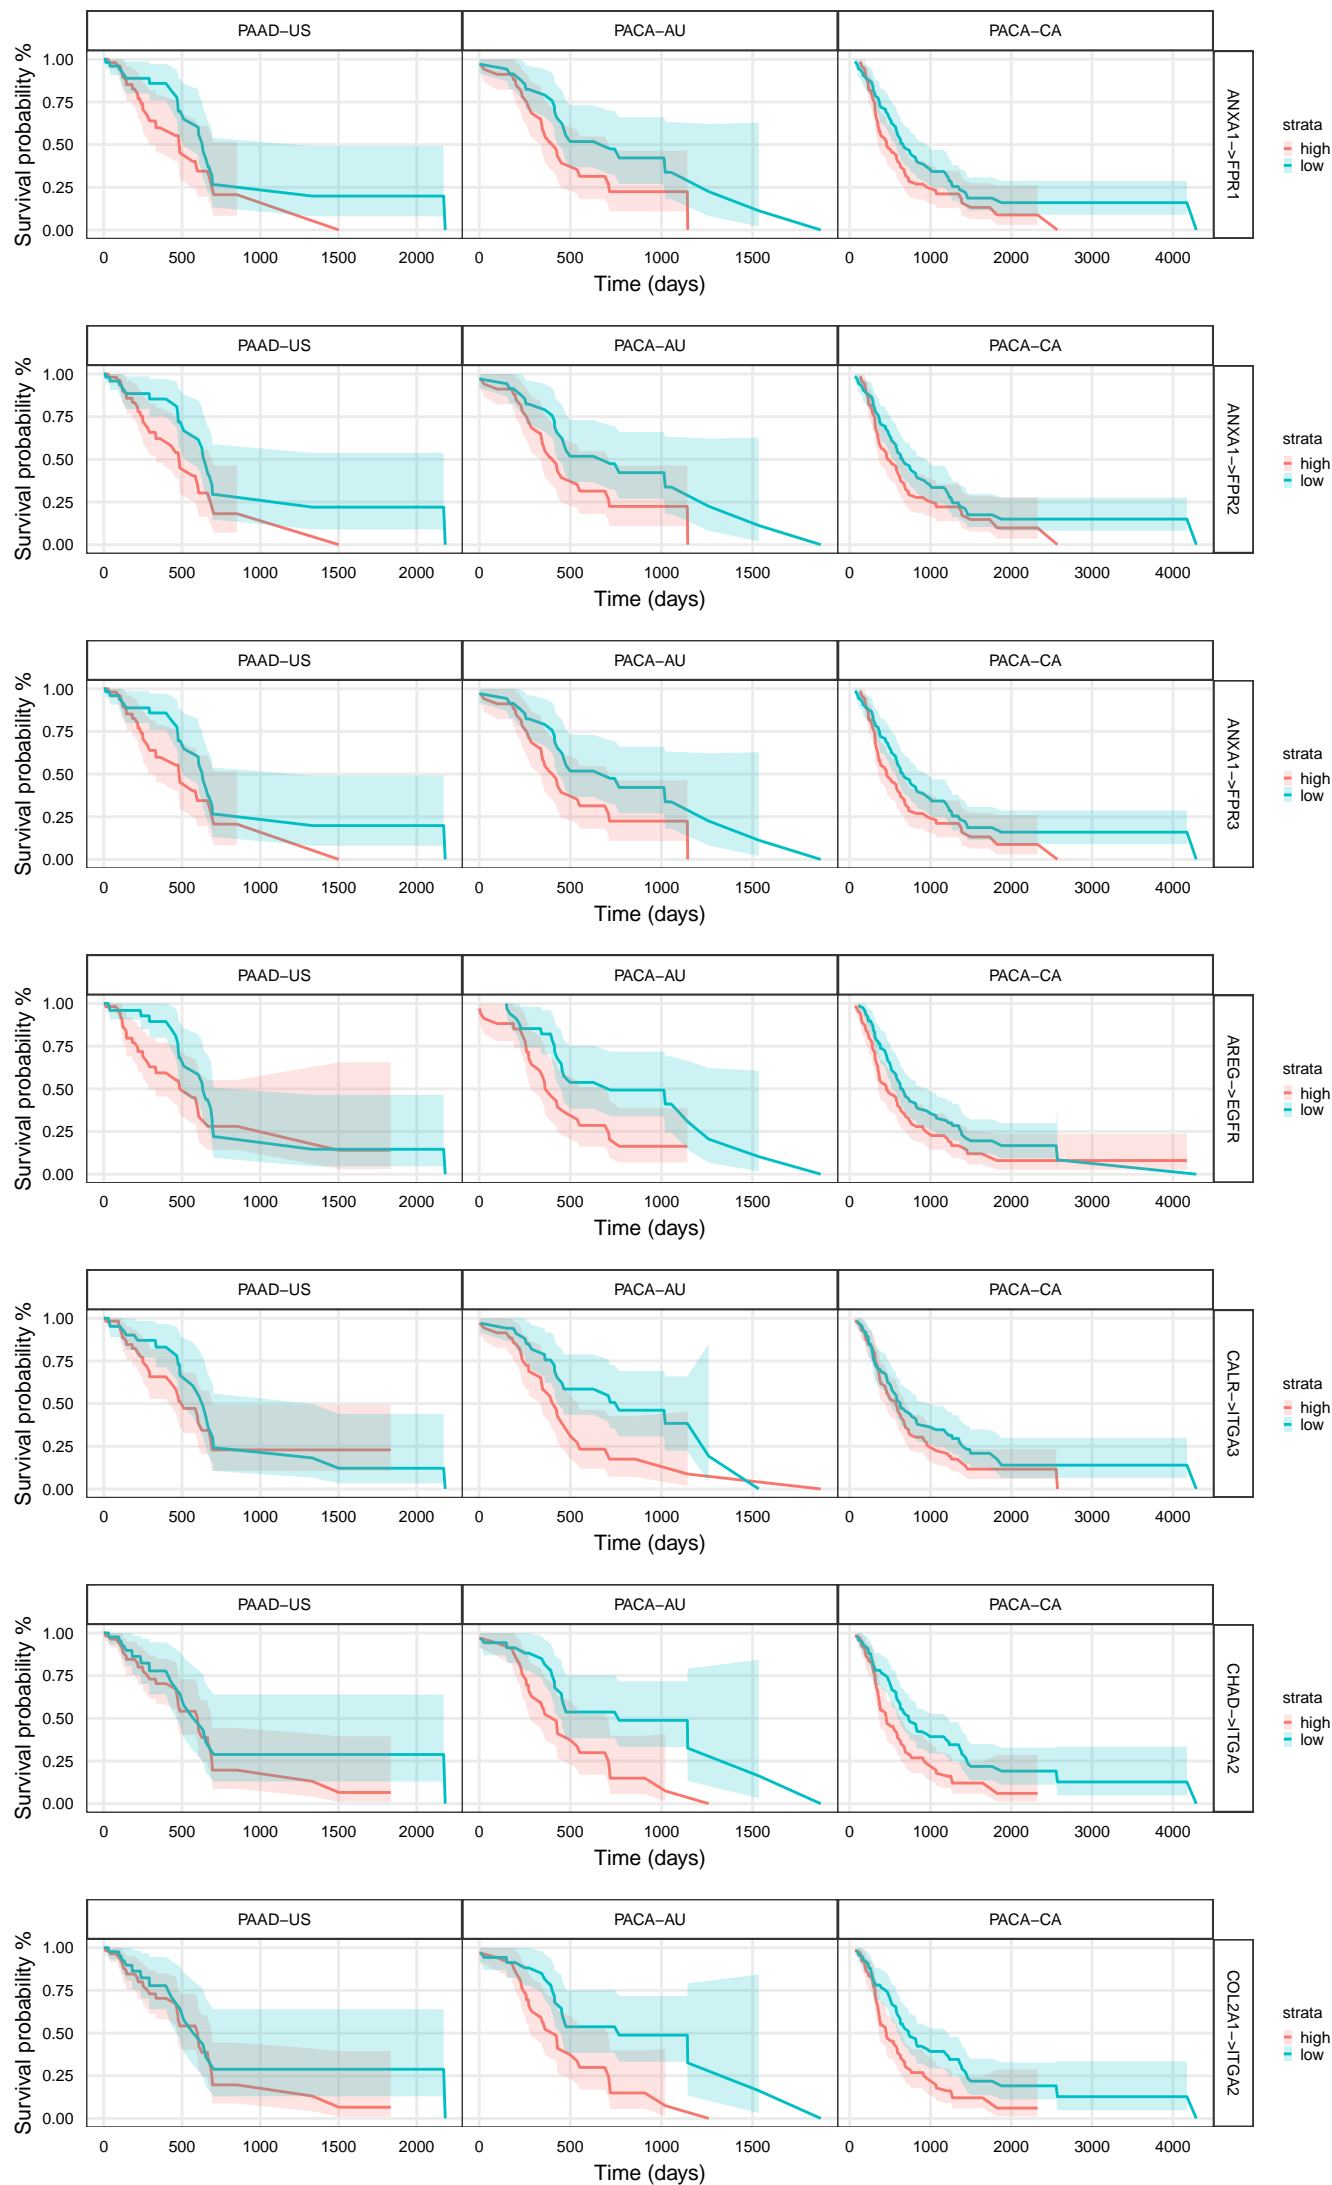 PAAD−US PACA−AU PACA−CA
Survival probability %
1.00
0.75
0.50
0.25
0.00
ANXA1−>FPR1
strata
high
low
0 500 1000 1500 2000 0 500 1000 1500 0 1000 2000 3000 4000
Time (days)
PAAD−US PACA−AU PACA−CA
Survival probability %
1.00
0.75
0.50
0.25
0.00
ANXA1−>FPR2
strata
high
low
0 500 1000 1500 2000 0 500 1000 1500 0 1000 2000 3000 4000
Time (days)
PAAD−US PACA−AU PACA−CA
Survival probability %
1.00
0.75
0.50
0.25
0.00
ANXA1−>FPR3
strata
high
low
0 500 1000 1500 2000 0 500 1000 1500 0 1000 2000 3000 4000
Time (days)
PAAD−US PACA−AU PACA−CA
Survival probability %
1.00
0.75
0.50
0.25
0.00
AREG−>EGFR
strata
high
low
0 500 1000 1500 2000 0 500 1000 1500 0 1000 2000 3000 4000
Time (days)
PAAD−US PACA−AU PACA−CA
Survival probability %
1.00
0.75
0.50
0.25
0.00
CALR−>ITGA3
strata
high
low
0 500 1000 1500 2000 0 500 1000 1500 0 1000 2000 3000 4000
Time (days)
PAAD−US PACA−AU PACA−CA
Survival probability %
1.00
0.75
0.50
0.25
0.00
CHAD−>ITGA2
strata
high
low
0 500 1000 1500 2000 0 500 1000 1500 0 1000 2000 3000 4000
Time (days)
PAAD−US PACA−AU PACA−CA
Survival probability %
1.00
0.75
0.50
0.25
0.00
COL2A1−>ITGA2
strata
high
low
0 500 1000 1500 2000 0 500 1000 1500 0 1000 2000 3000 4000
Time (days)